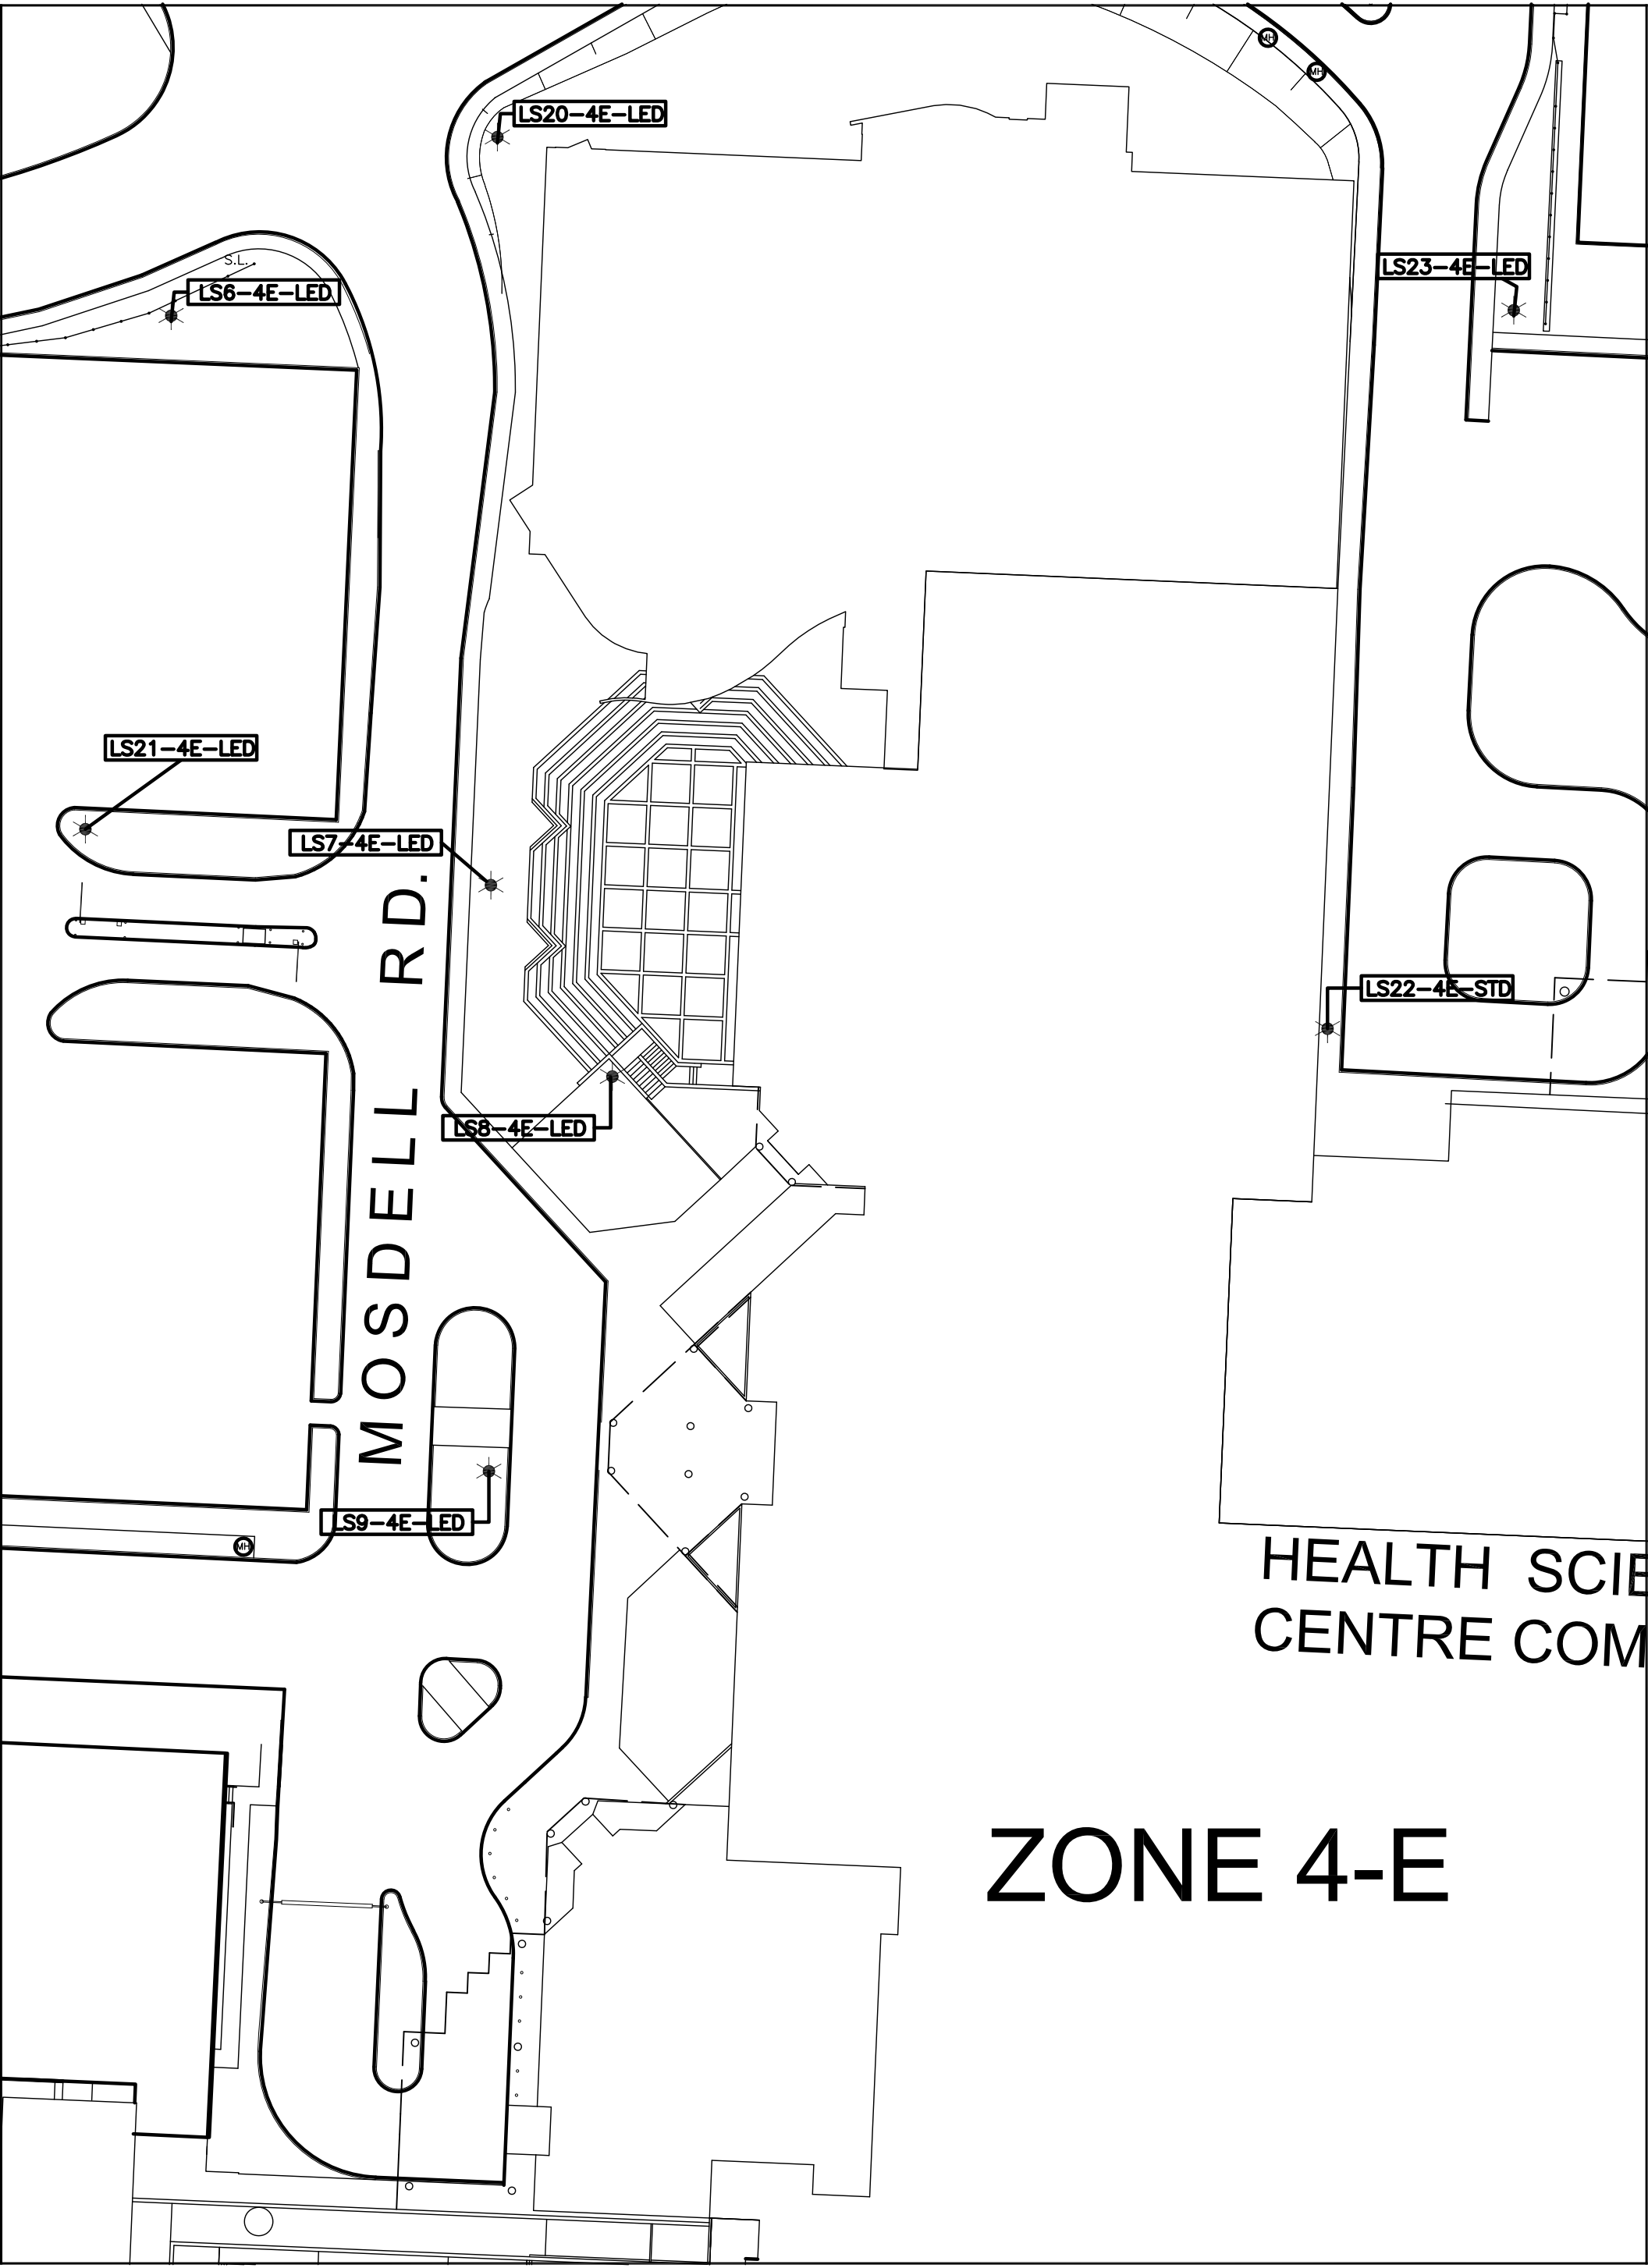 MH
MH
LS20-4E-LED
S.L.
LS23-4E-LED
LS6-4E-LED
LS21-4E-LED
LS7-4E-LED
MOSDELL RD.
LS22-4E-STD
LS8-4E-LED
LS9-4E-LED
MH
HEALTH SCIE
CENTRE COM
ZONE 4-E